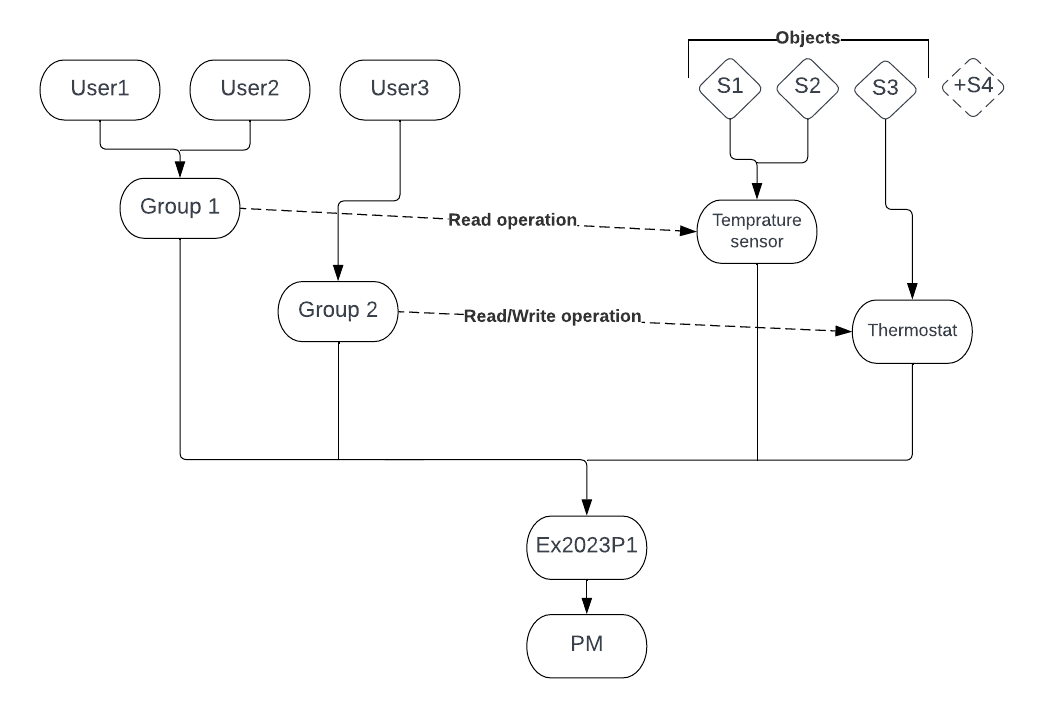 Objects
User1
User2
User3
S1
S2
S3
+S4
Group 1
Read operation
Temprature
sensor
Group 2
Read/Write operation
Thermostat
Ex2023P1
PM